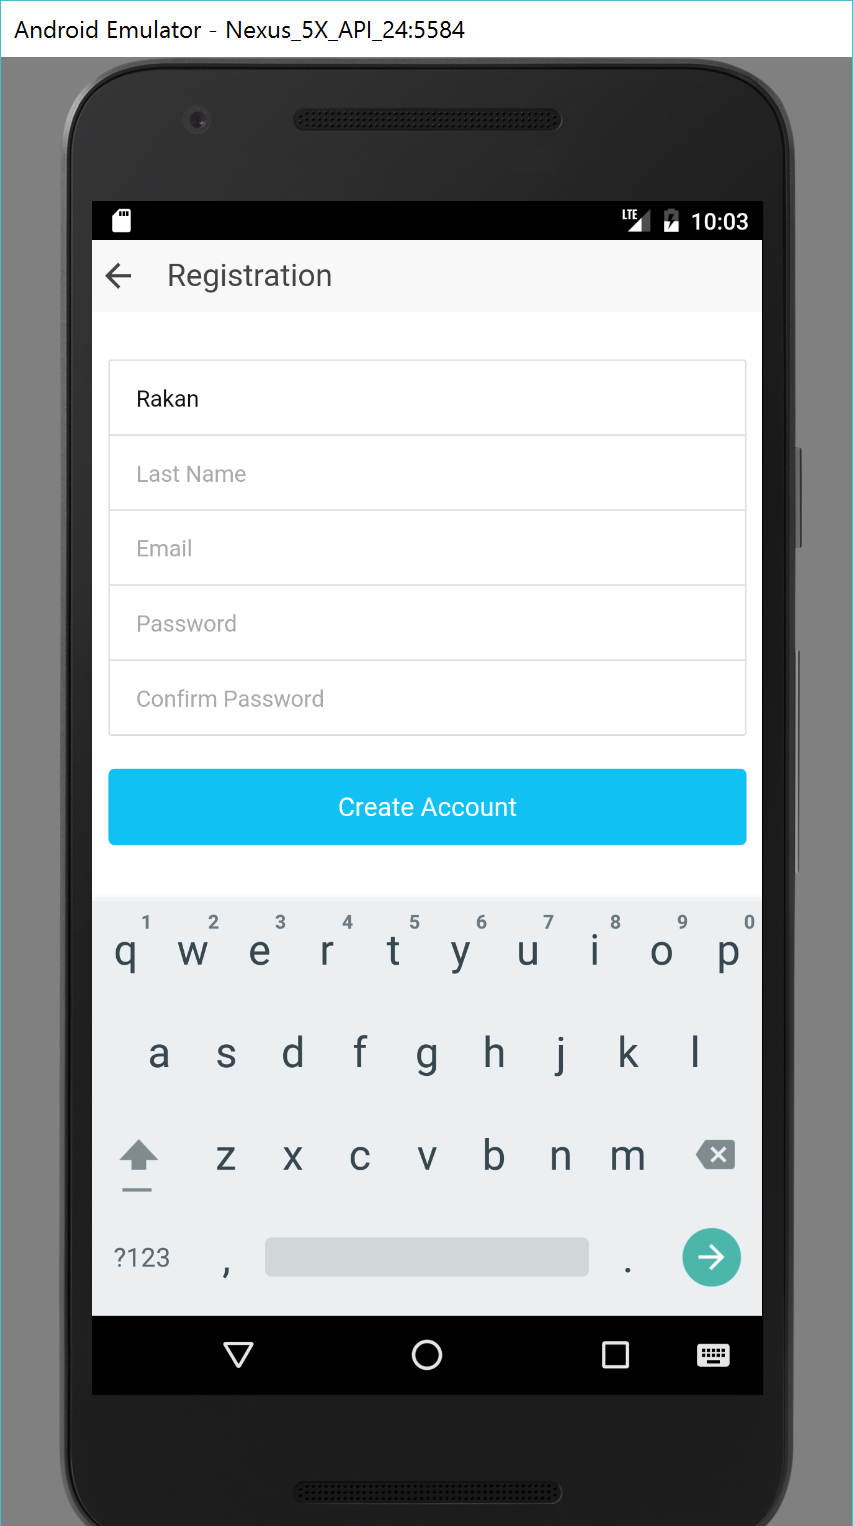 Android Emulator - Nexus_5X_API_24:5584
LTE 10:03
Registration
Rakan
Last Name
Email
Password
Confirm Password
Create Account
1 2 3 4 5 6 7 8 9 0
q w e r t y u i o p
a s d f g h j k l
z x c v b n m
?123 , .